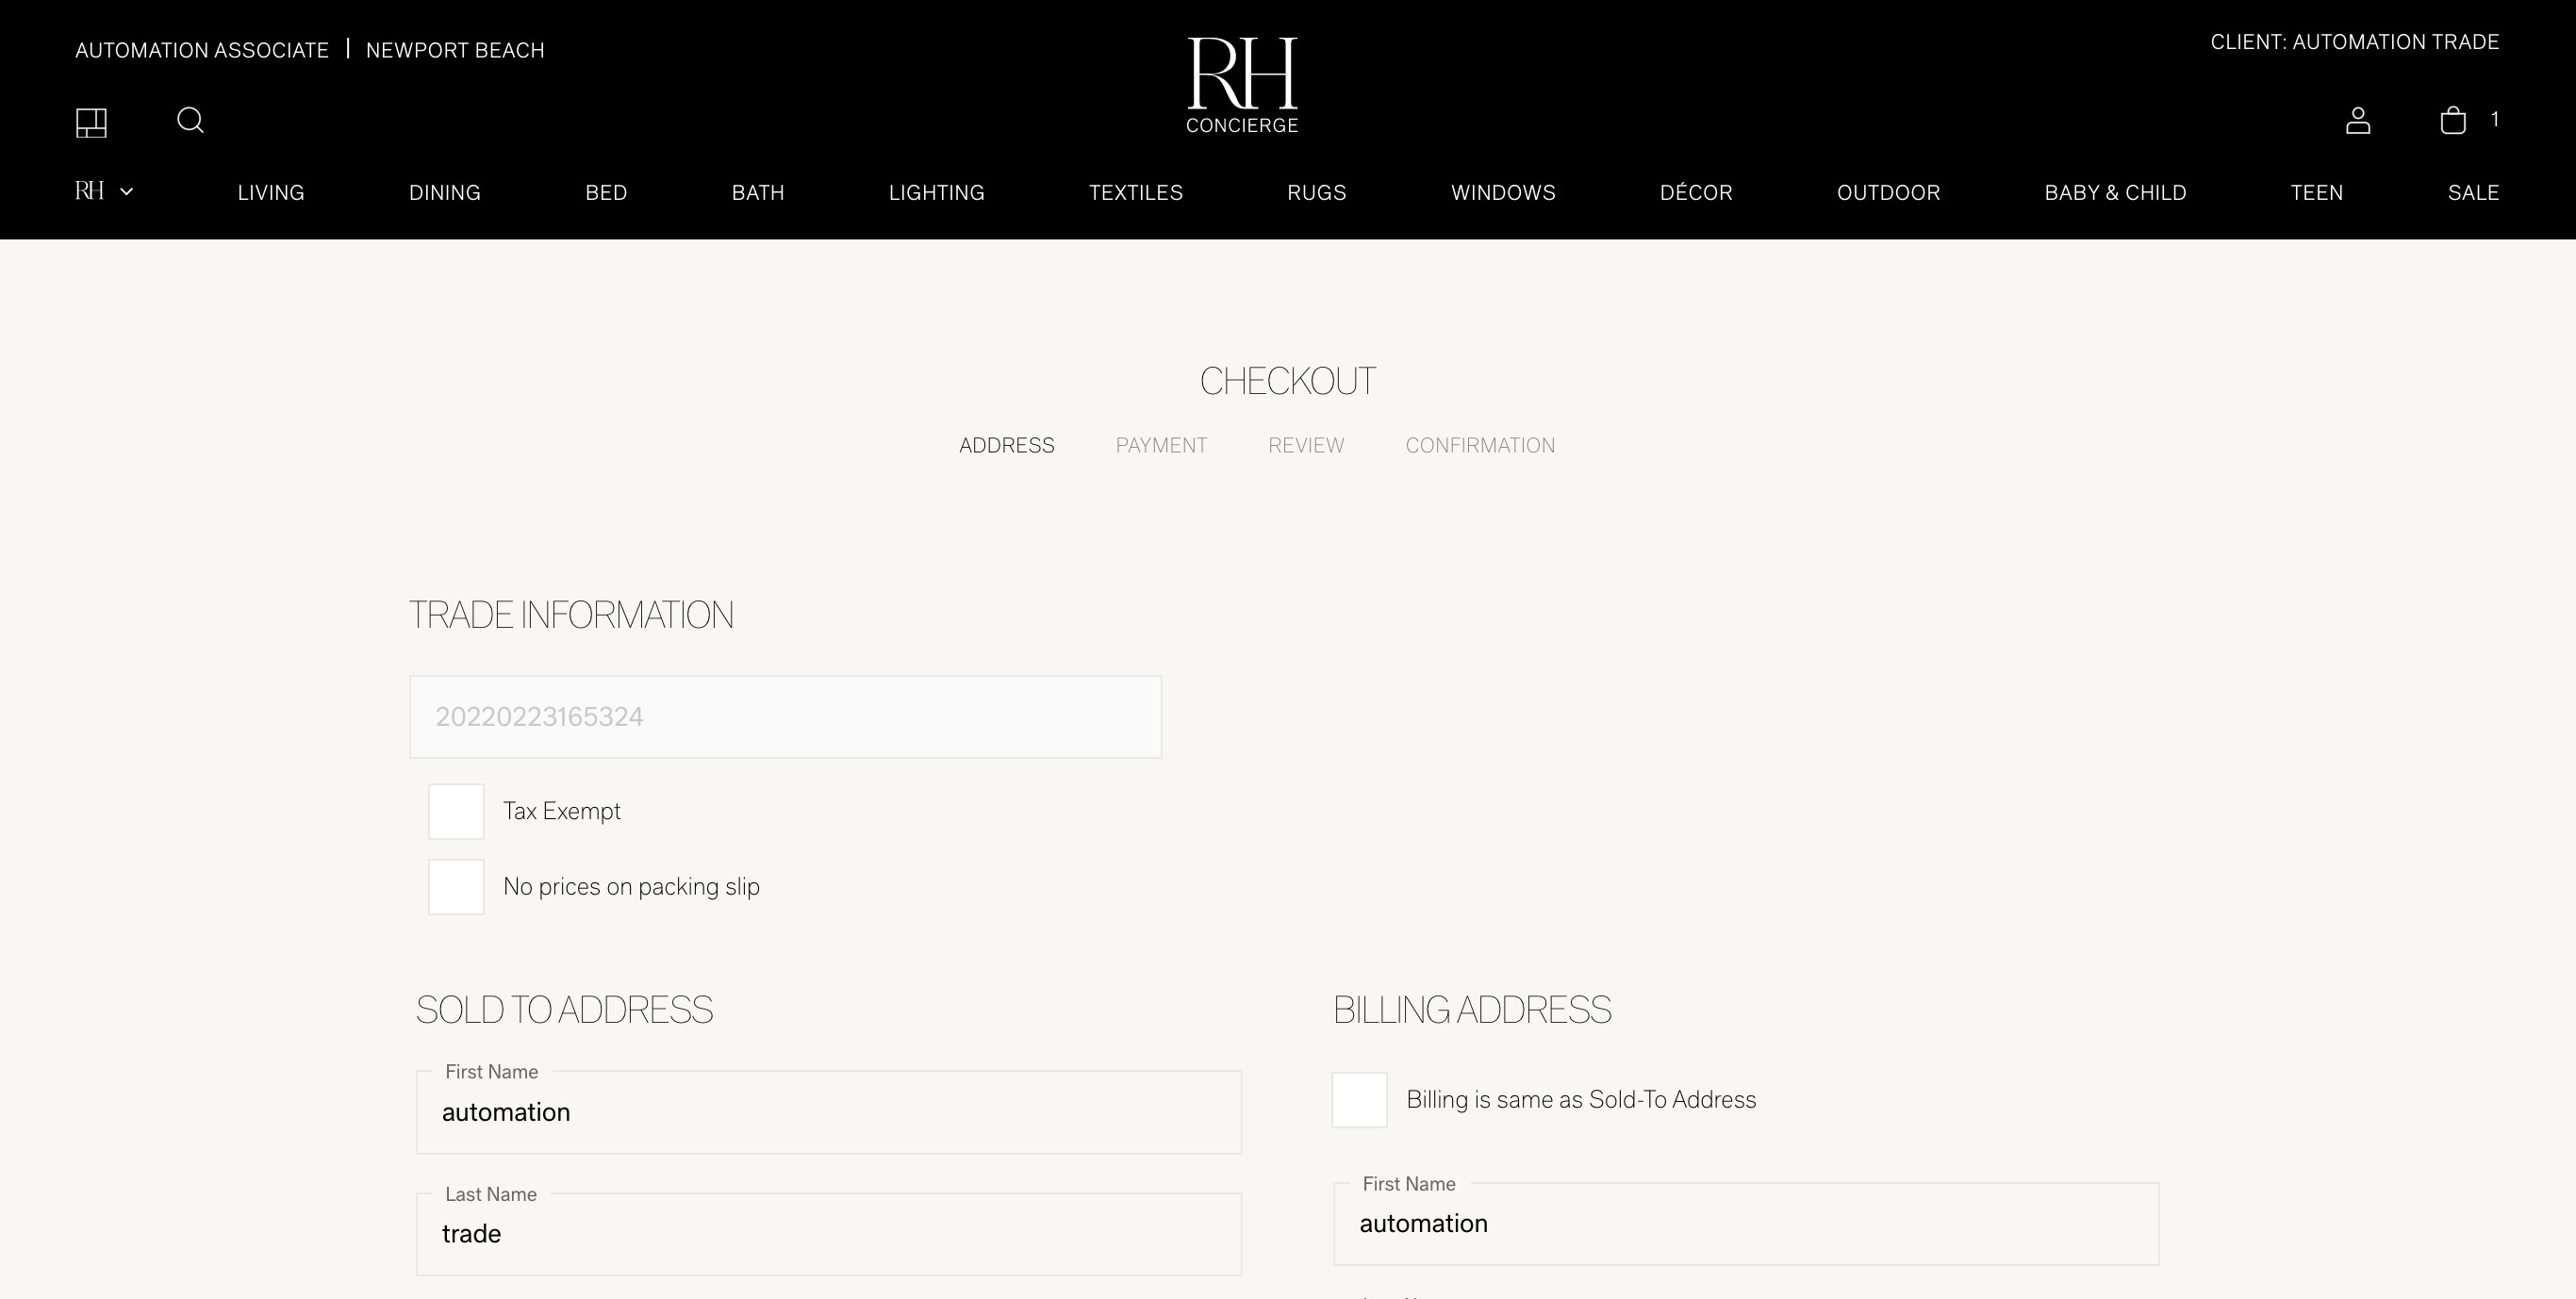 AUTOMATION ASSOCIATE | NEWPORT BEACH
RH
CONCIERGE
CLIENT: AUTOMATION TRADE
1
RH LIVING DINING BED BATH LIGHTING TEXTILES RUGS WINDOWS DÉCOR OUTDOOR BABY & CHILD TEEN SALE
CHECKOUT
ADDRESS PAYMENT REVIEW CONFIRMATION
TRADE INFORMATION
20220223165324
Tax Exempt
No prices on packing slip
SOLD TO ADDRESS
First Name
automation
Last Name
trade
BILLING ADDRESS
Billing is same as Sold-To Address
First Name
automation